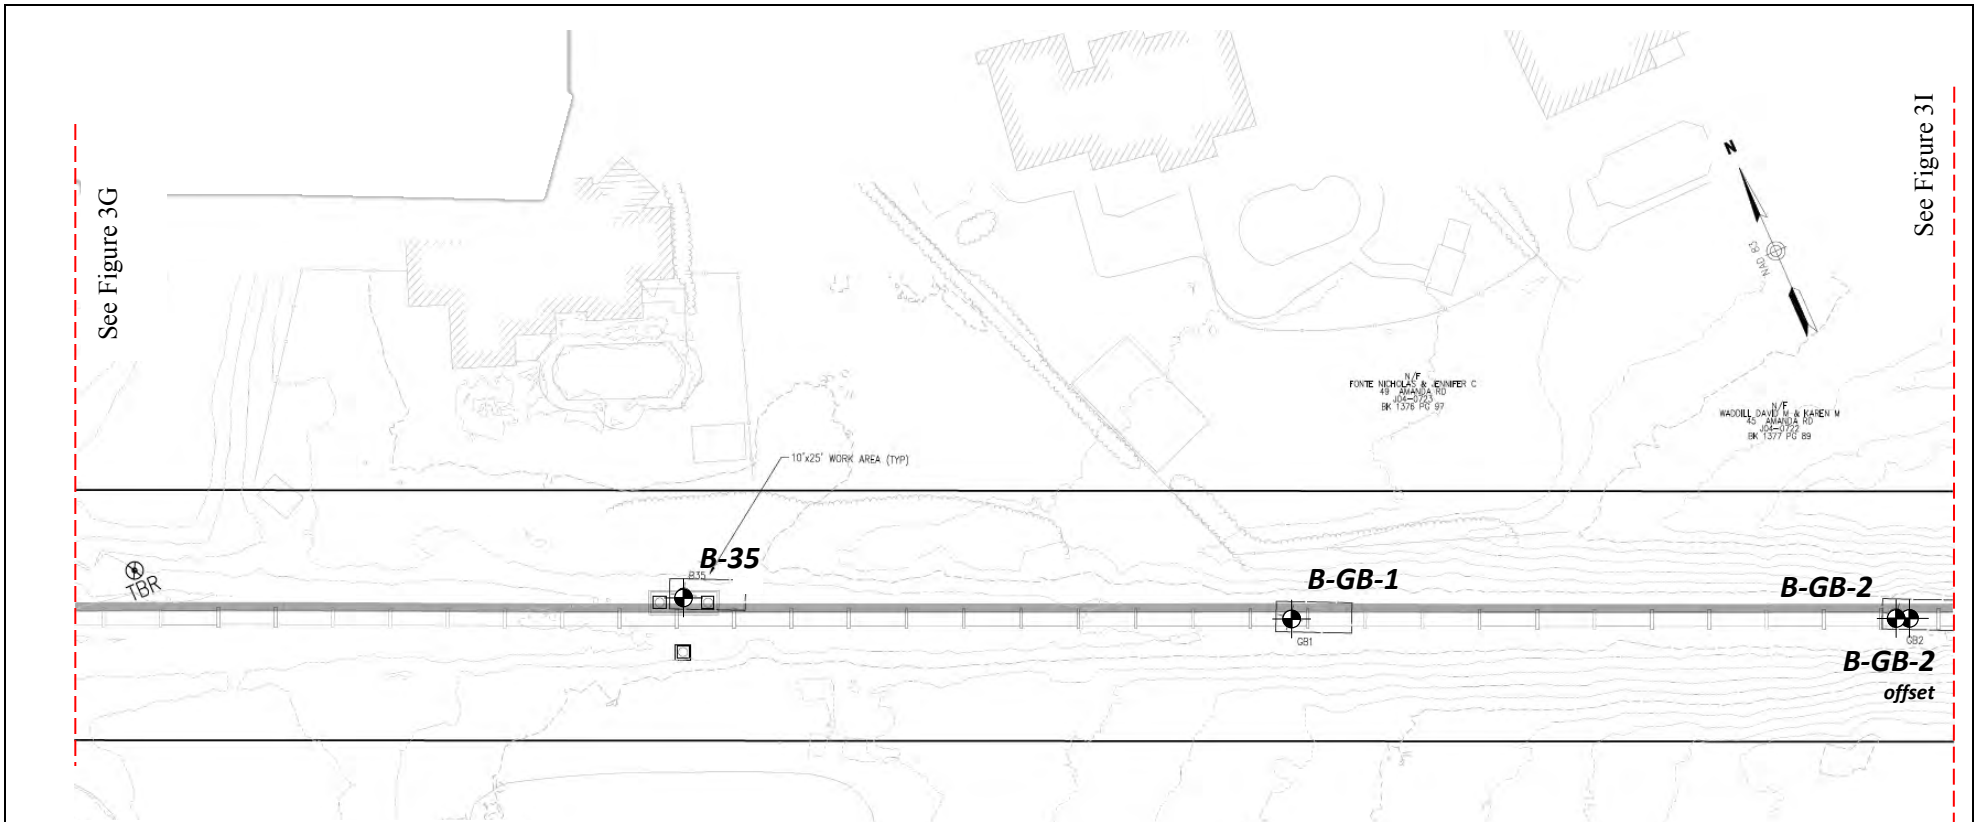 See Figure 3G
See Figure 3I
N
NAD 83
N/F
FONTE NICHOLAS & JENNIFER C
49 AMANDA RD
J04-0723
BK 1376 PG 97
N/F
WADDILL DAVID M & KAREN M
45 AMANDA RD
J04-0722
BK 1377 PG 89
10'x25' WORK AREA (TYP)
B-35
B35
TBR
B-GB-1
GB1
B-GB-2
GB2
B-GB-2
offset